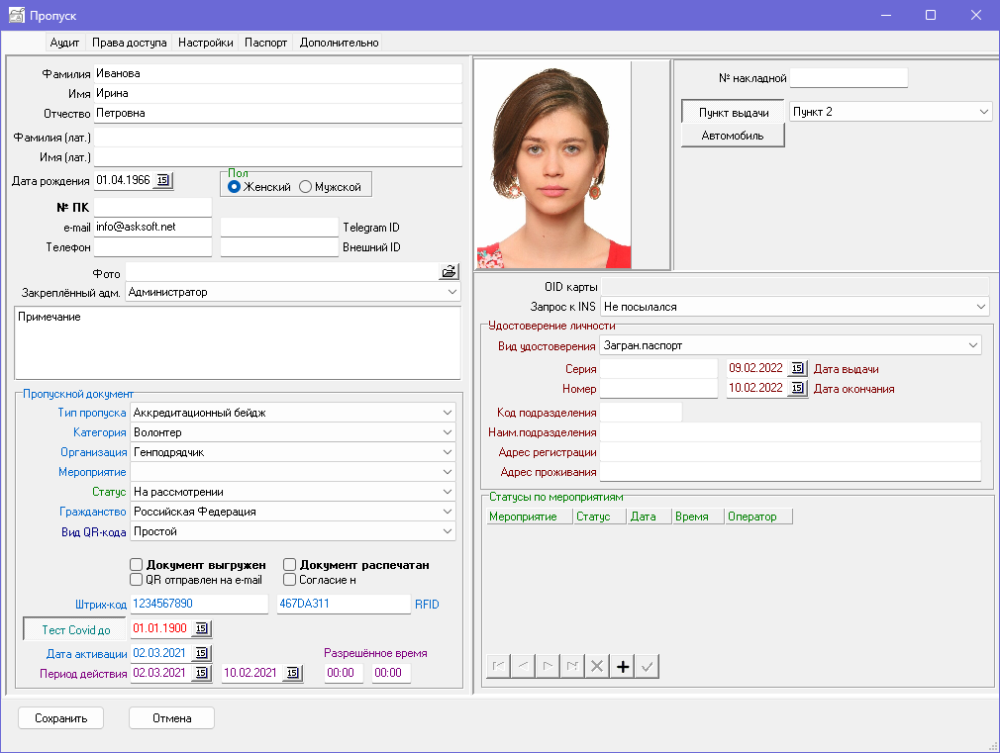 Пропуск
Аудит Права доступа Настройки Паспорт Дополнительно
Фамилия Иванова
Имя Ирина
Отчество Петровна
Фамилия (лат.)
Имя (лат.)
Дата рождения 01.04.1966 15
Пол
Женский Мужской
№ ПК
e-mail info@asksoft.net Telegram ID
Телефон Внешний ID
Фото
Закреплённый адм. Администратор
Примечание
Пропускной документ
Тип пропуска Аккредитационный бейдж
Категория Волонтер
Организация Генподрядчик
Мероприятие
Статус На рассмотрении
Гражданство Российская Федерация
Вид QR-кода Простой
Документ выгружен Документ распечатан
QR отправлен на e-mail Согласие н
Штрих-код 1234567890 467DA311 RFID
Тест Covid до 01.01.1900 15
Дата активации 02.03.2021 15 Разрешённое время
Период действия 02.03.2021 15 10.02.2021 15 00:00 00:00
№ накладной
Пункт выдачи Пункт 2
Автомобиль
OID карты
Запрос к INS Не посылался
Удостоверение личности
Вид удостоверения Загран.паспорт
Серия 09.02.2022 15 Дата выдачи
Номер 10.02.2022 15 Дата окончания
Код подразделения
Наим.подразделения
Адрес регистрации
Адрес проживания
Статусы по мероприятиям
Мероприятие Статус Дата Время Оператор
Сохранить Отмена